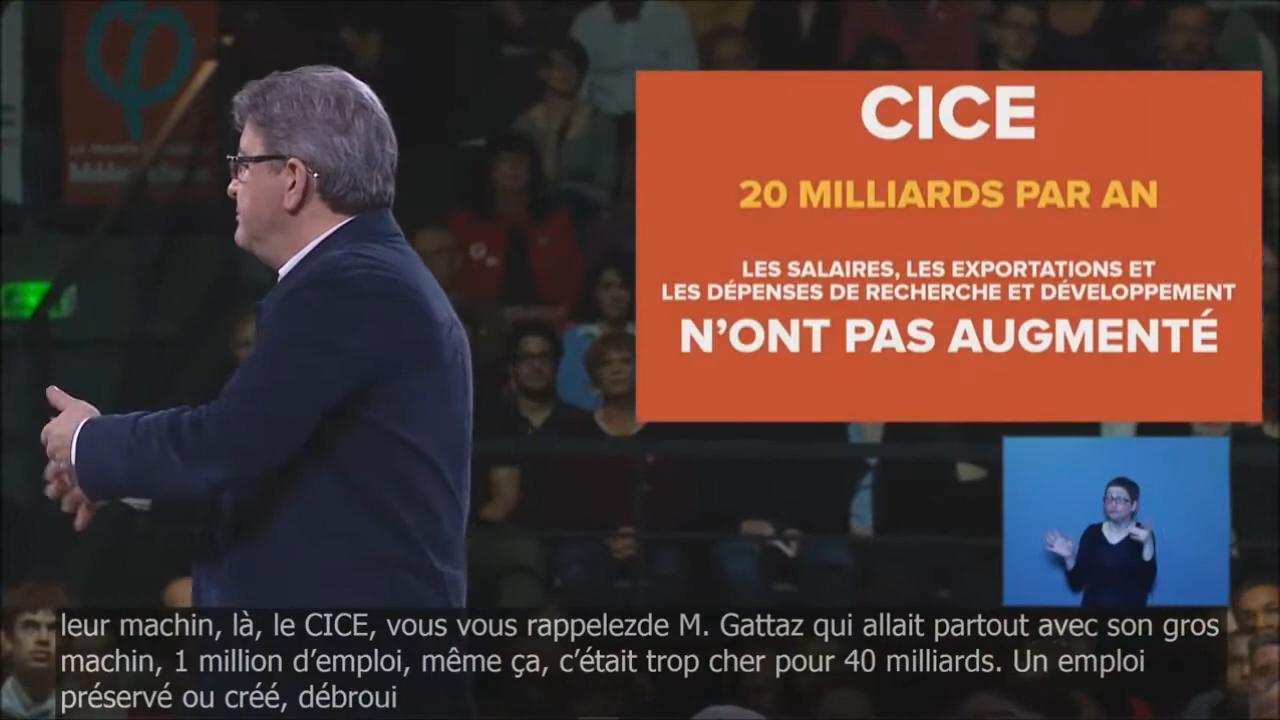 CICE
20 MILLIARDS PAR AN
LES SALAIRES, LES EXPORTATIONS ET
LES DÉPENSES DE RECHERCHE ET DÉVELOPPEMENT
N’ONT PAS AUGMENTÉ
leur machin, là, le CICE, vous vous rappelezde M. Gattaz qui allait partout avec son gros
machin, 1 million d’emploi, même ça, c’était trop cher pour 40 milliards. Un emploi
préservé ou créé, débroui